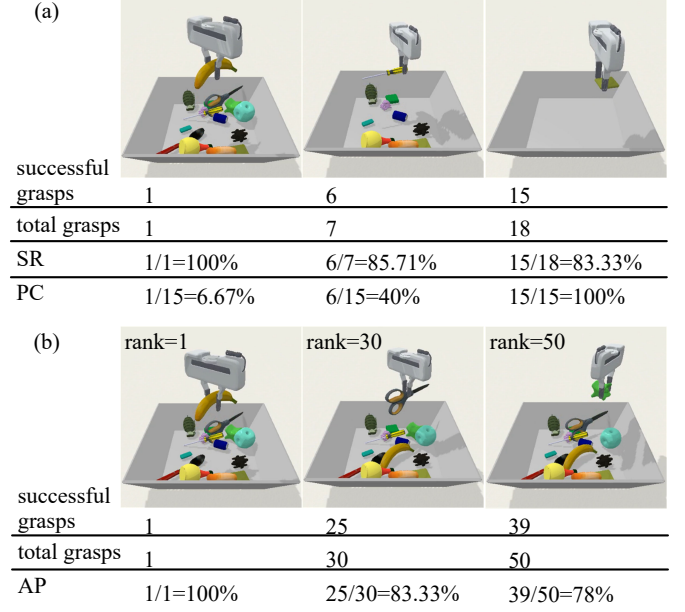 (a)
successful
grasps 1 6 15
total grasps 1 7 18
SR 1/1=100% 6/7=85.71% 15/18=83.33%
PC 1/15=6.67% 6/15=40% 15/15=100%
(b) rank=1 rank=30 rank=50
successful
grasps 1 25 39
total grasps 1 30 50
AP 1/1=100% 25/30=83.33% 39/50=78%